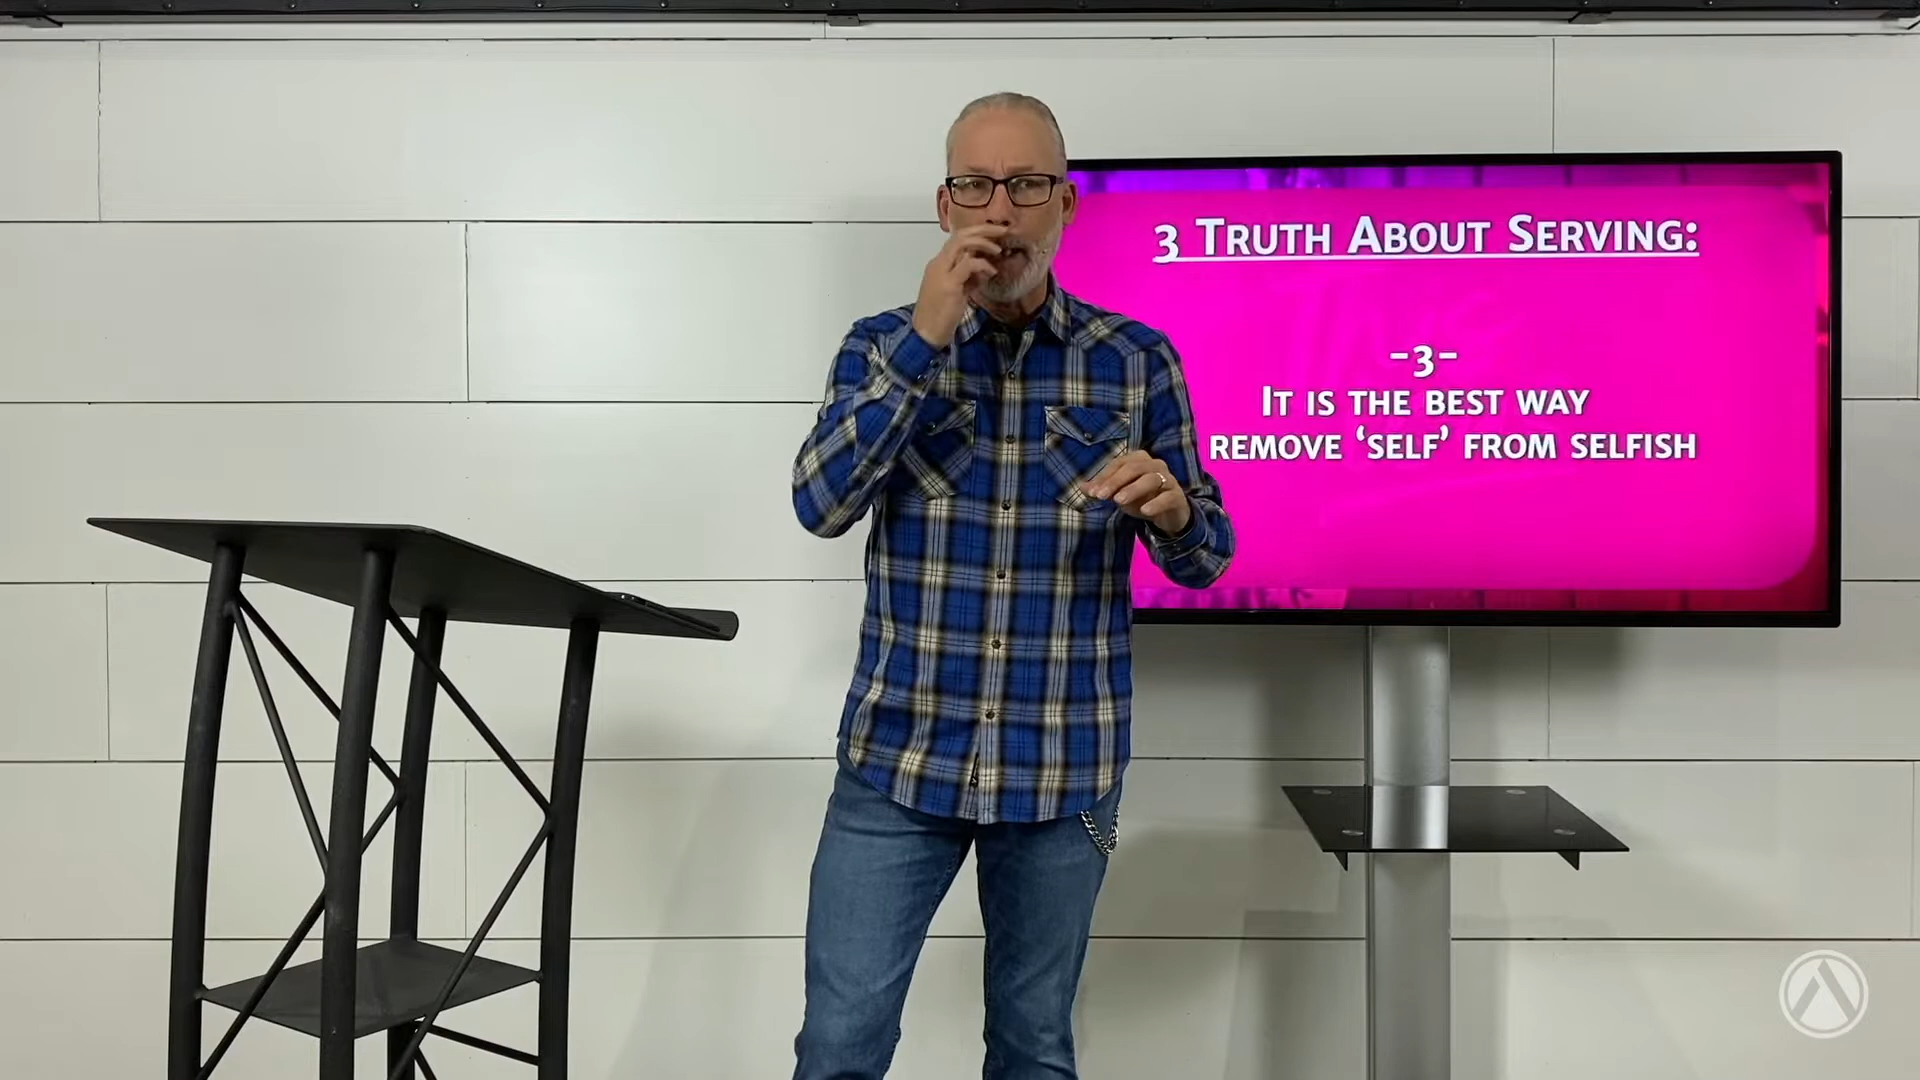 3 Truth About Serving:
-3-
It is the best way
remove ‘self’ from selfish